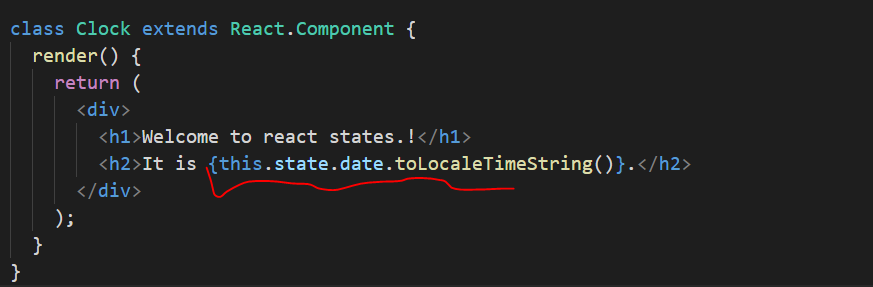 class Clock extends React.Component {
  render() {
    return (
      <div>
        <h1>Welcome to react states.!</h1>
        <h2>It is {this.state.date.toLocaleTimeString()}.</h2>
      </div>
    );
  }
}